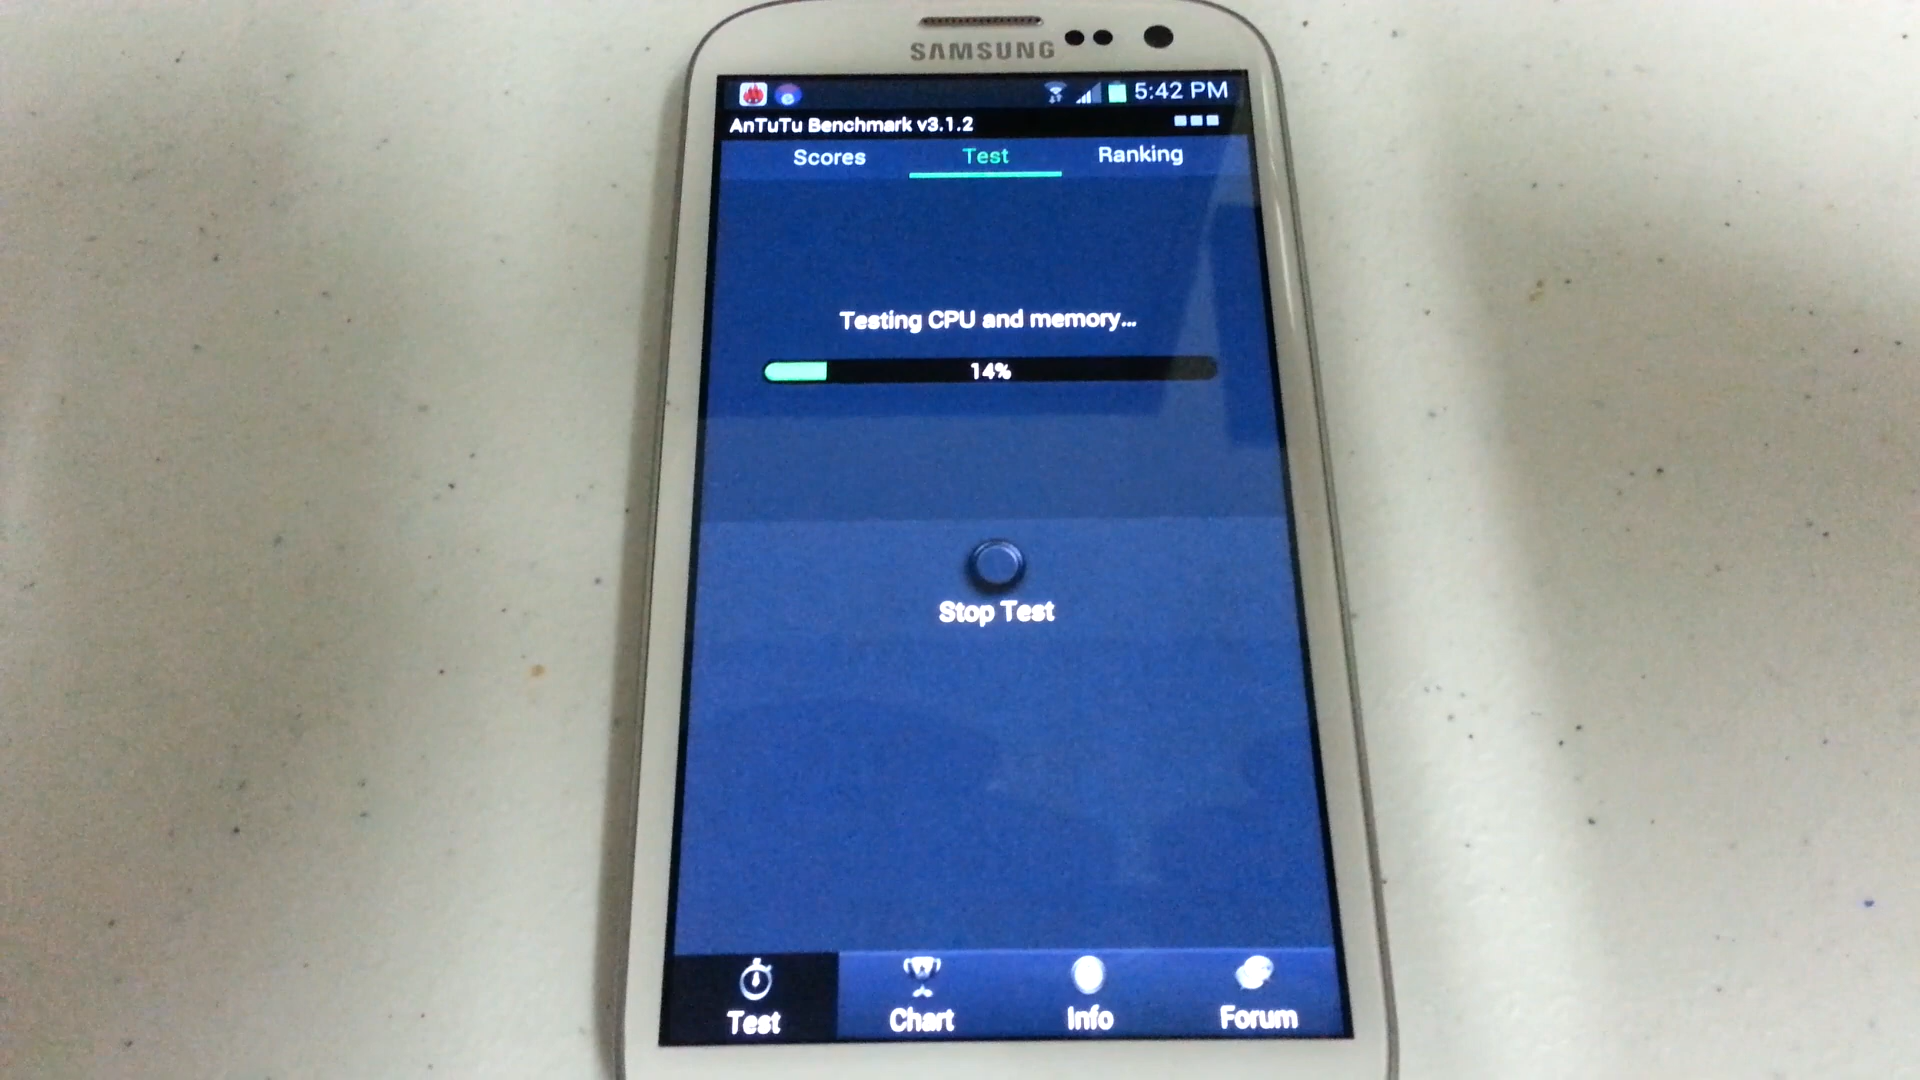 SAMSUNG
5:42 PM
AnTuTu Benchmark v3.1.2
Scores Test Ranking
Testing CPU and memory...
14%
Stop Test
Test Chart Info Forum